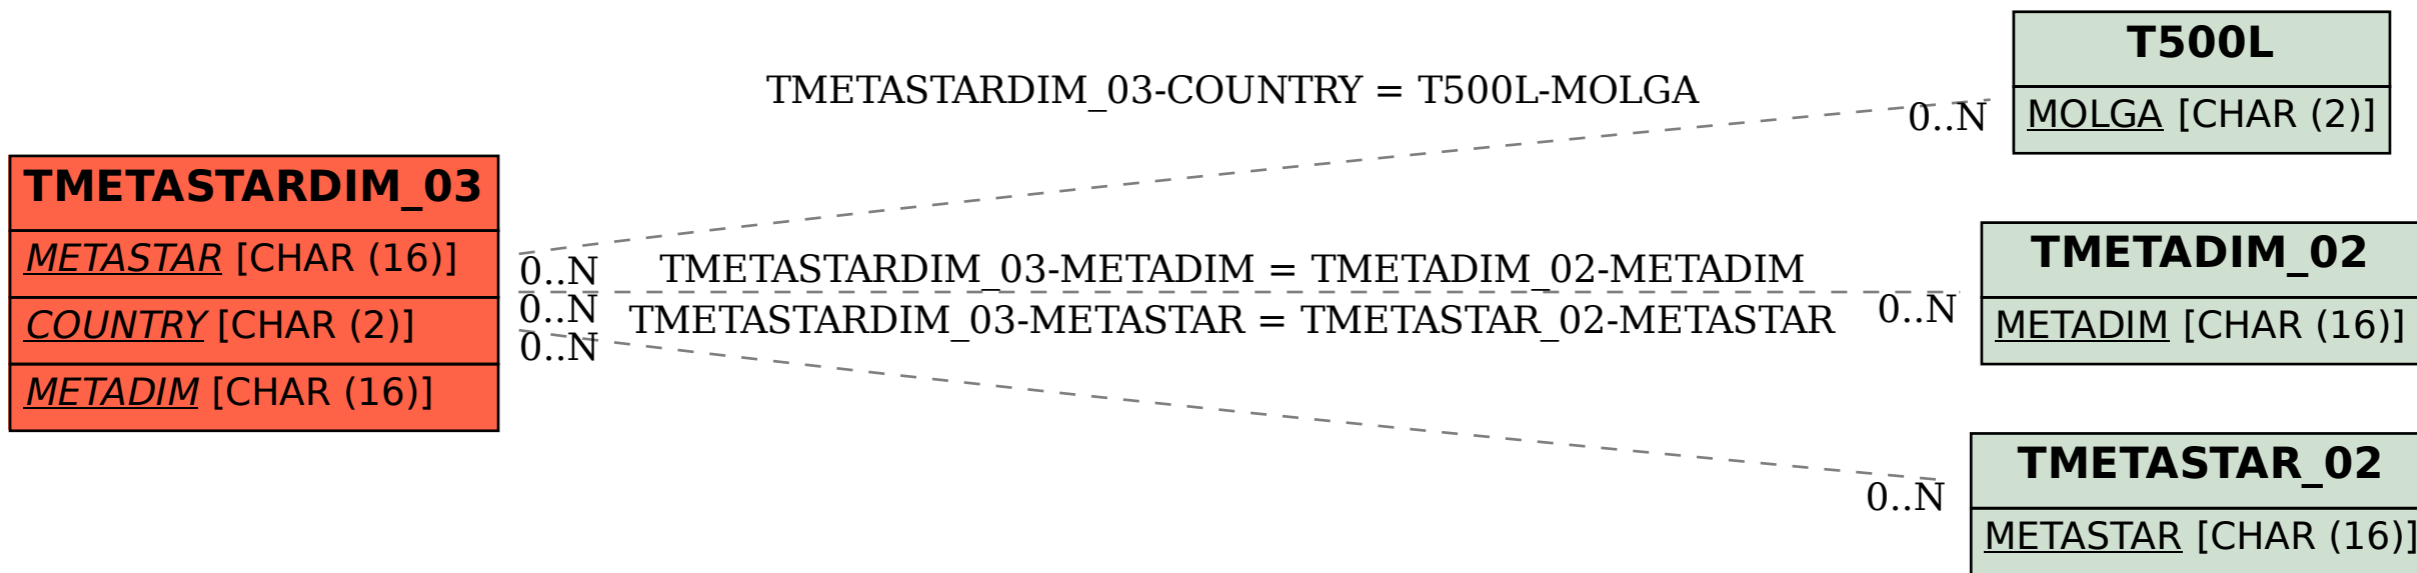 TMETASTARDIM_03
METASTAR [CHAR (16)]
COUNTRY [CHAR (2)]
METADIM [CHAR (16)]
TMETASTARDIM_03-COUNTRY = T500L-MOLGA
0..N
0..N
TMETASTARDIM_03-METADIM = TMETADIM_02-METADIM
0..N
0..N
TMETASTARDIM_03-METASTAR = TMETASTAR_02-METASTAR
0..N
0..N
T500L
MOLGA [CHAR (2)]
TMETADIM_02
METADIM [CHAR (16)]
TMETASTAR_02
METASTAR [CHAR (16)]